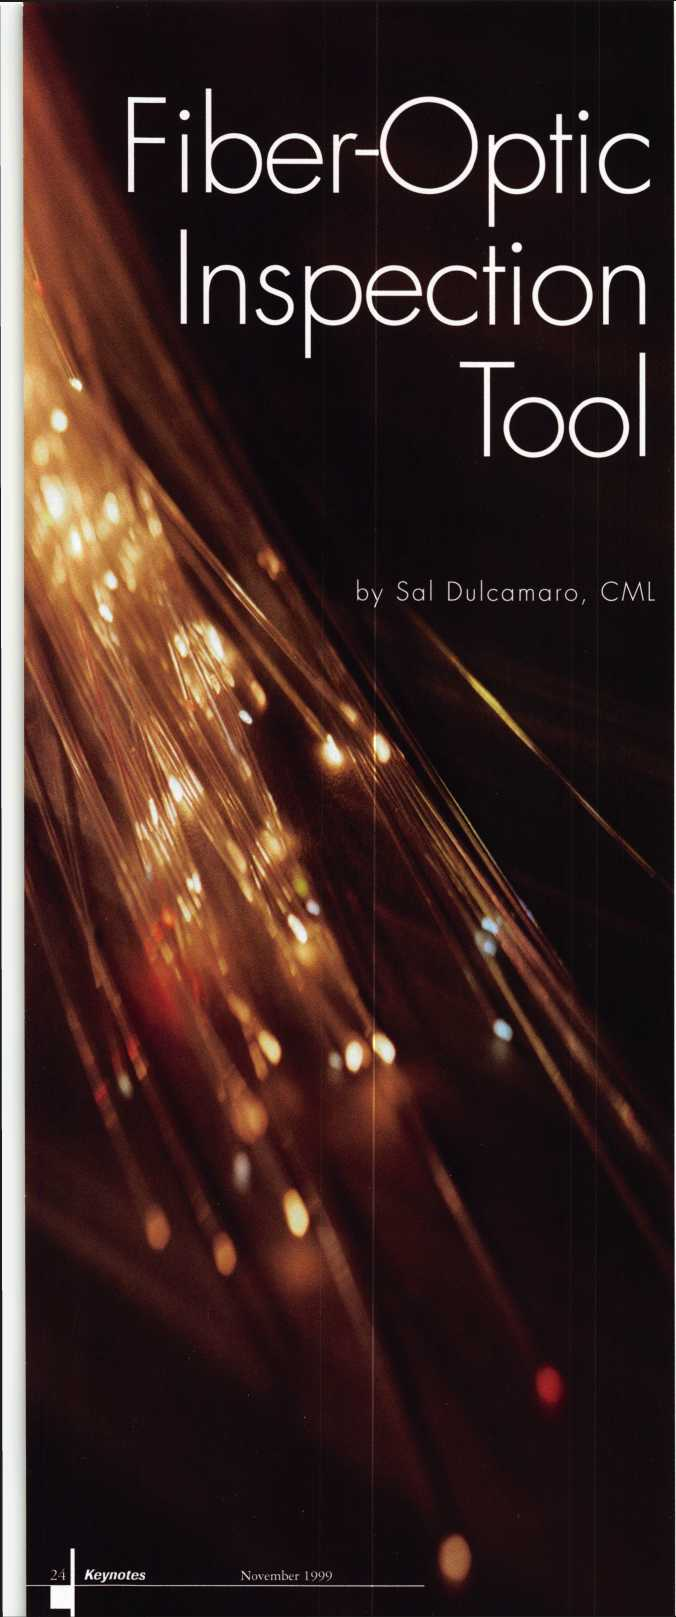 Fiber-Optic
Inspection
Tool
by Sal Dulcamaro, CML
24 Keynotes November 1999